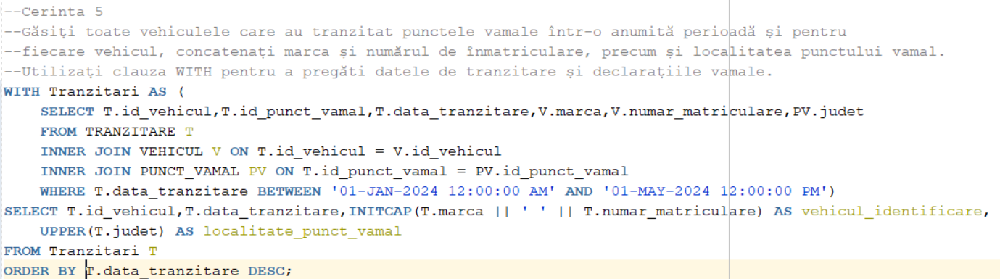 --Cerinta 5
--Găsiți toate vehiculele care au tranzitat punctele vamale într-o anumită perioadă și pentru
--fiecare vehicul, concatenați marca și numărul de înmatriculare, precum și localitatea punctului vamal.
--Utilizați clauza WITH pentru a pregăti datele de tranzitare și declarațiile vamale.
WITH Tranzitari AS (
    SELECT T.id_vehicul,T.id_punct_vamal,T.data_tranzitare,V.marca,V.numar_matriculare,PV.judet
    FROM TRANZITARE T
    INNER JOIN VEHICUL V ON T.id_vehicul = V.id_vehicul
    INNER JOIN PUNCT_VAMAL PV ON T.id_punct_vamal = PV.id_punct_vamal
    WHERE T.data_tranzitare BETWEEN '01-JAN-2024 12:00:00 AM' AND '01-MAY-2024 12:00:00 PM')
SELECT T.id_vehicul,T.data_tranzitare,INITCAP(T.marca || ' ' || T.numar_matriculare) AS vehicul_identificare,
    UPPER(T.judet) AS localitate_punct_vamal
FROM Tranzitari T
ORDER BY T.data_tranzitare DESC;